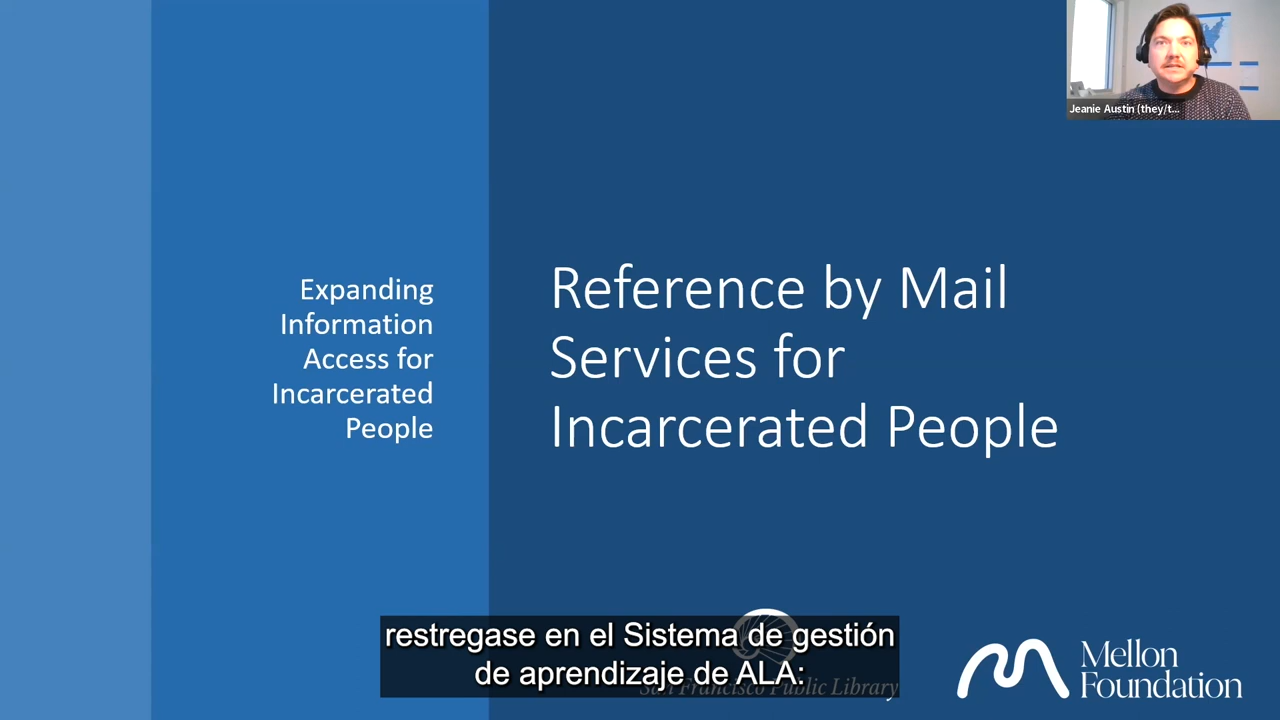 Jeanie Austin (they/t...
Expanding
Information
Access for
Incarcerated
People
Reference by Mail
Services for
Incarcerated People
restregase en el Sistema de gestión
de aprendizaje de ALA:
San Francisco Public Library
Mellon
Foundation